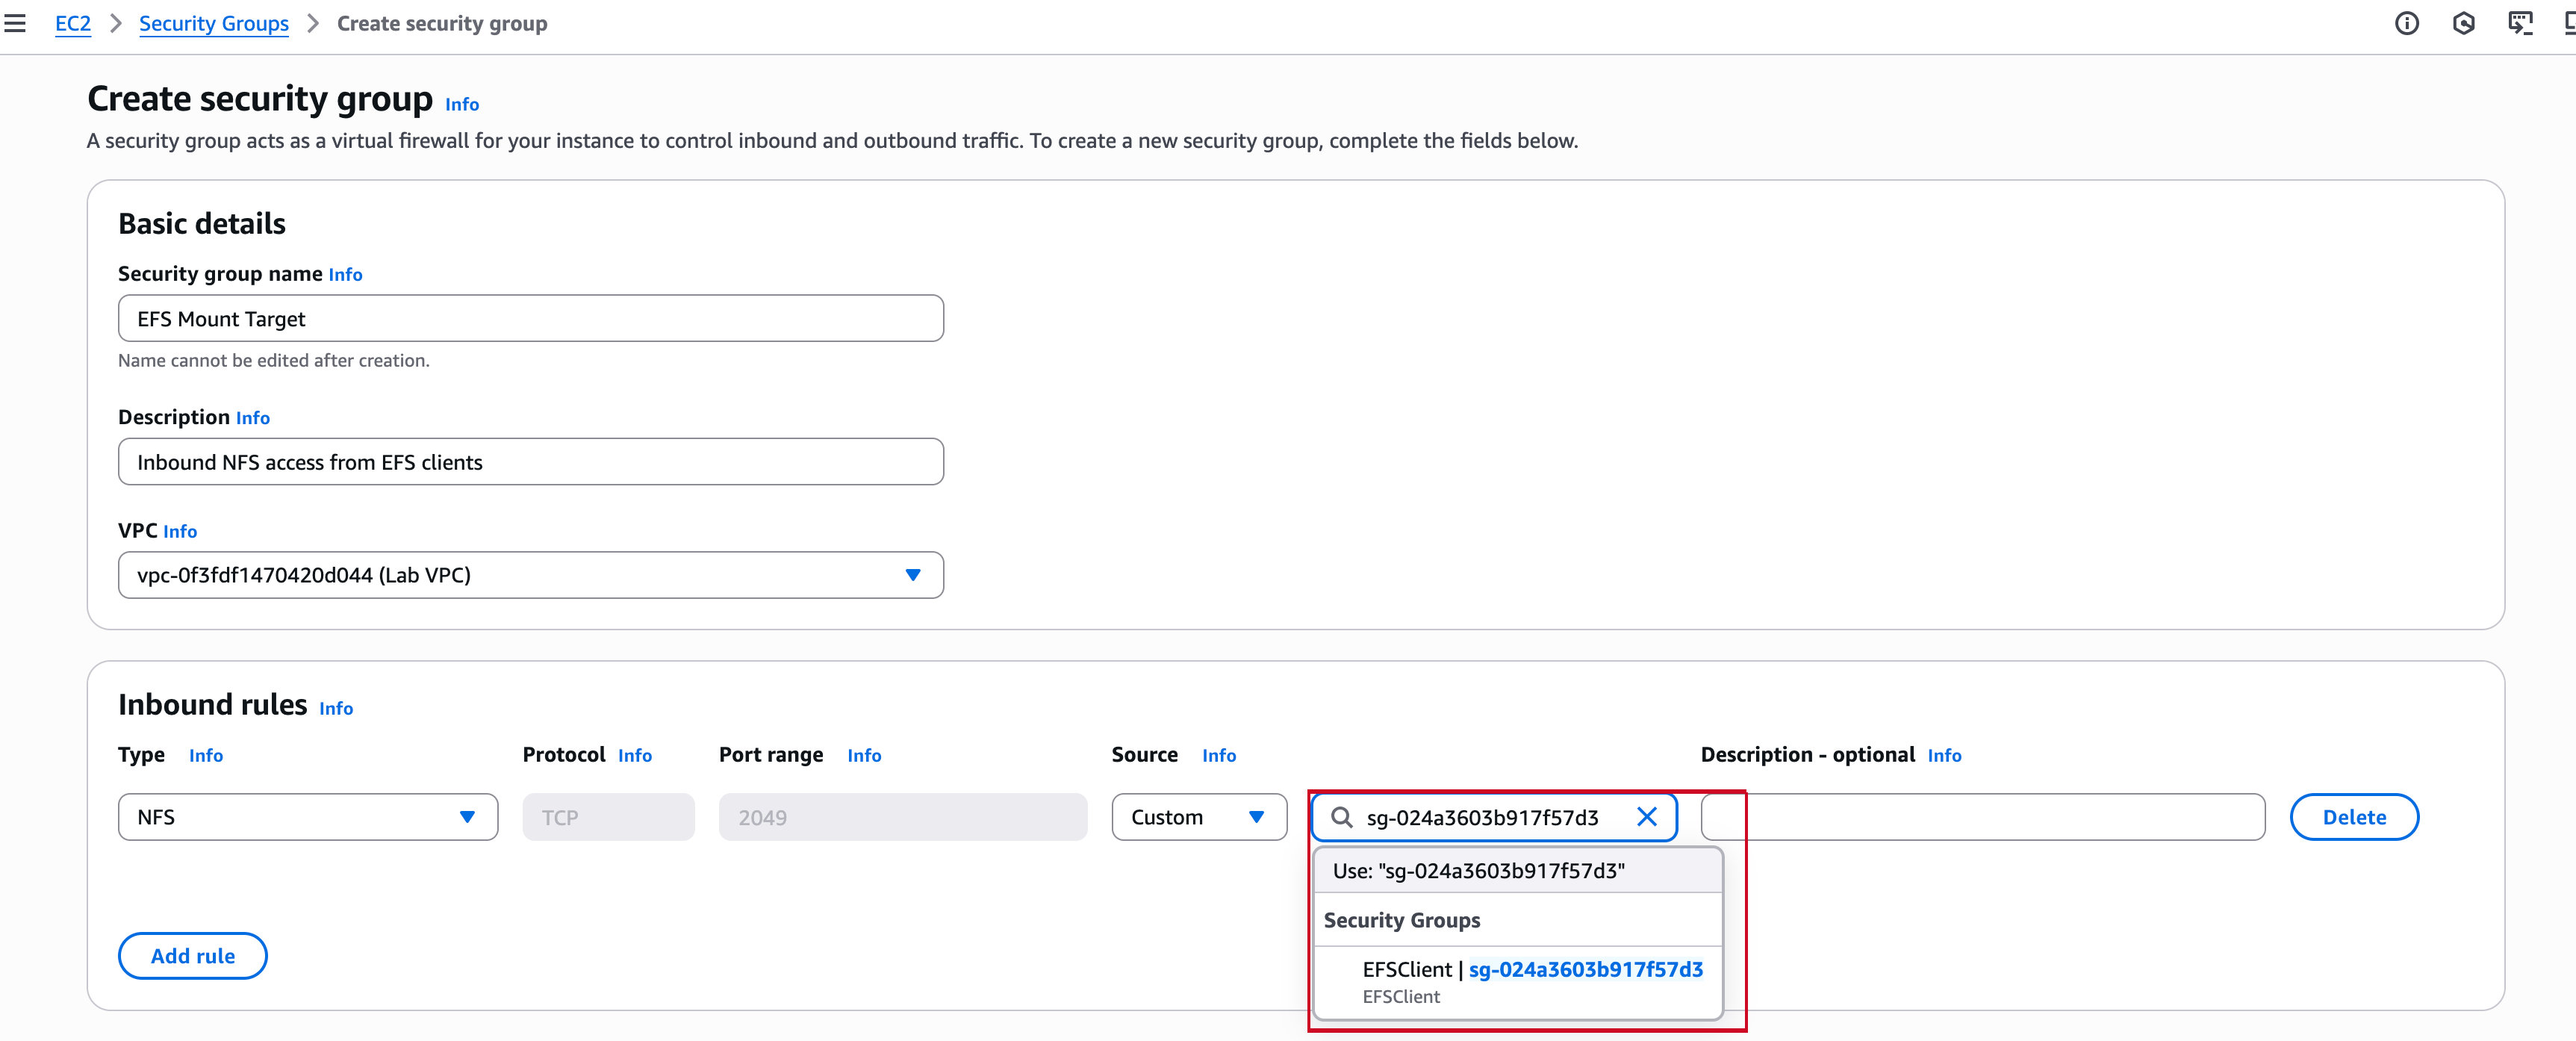 EC2 > Security Groups > Create security group
Create security group Info
A security group acts as a virtual firewall for your instance to control inbound and outbound traffic. To create a new security group, complete the fields below.
Basic details
Security group name Info
EFS Mount Target
Name cannot be edited after creation.
Description Info
Inbound NFS access from EFS clients
VPC Info
vpc-0f3fdf1470420d044 (Lab VPC)
Inbound rules Info
Type Info Protocol Info Port range Info Source Info Description - optional Info
NFS TCP 2049 Custom sg-024a3603b917f57d3 Delete
Use: "sg-024a3603b917f57d3"
Security Groups
Add rule
EFSClient | sg-024a3603b917f57d3
EFSClient